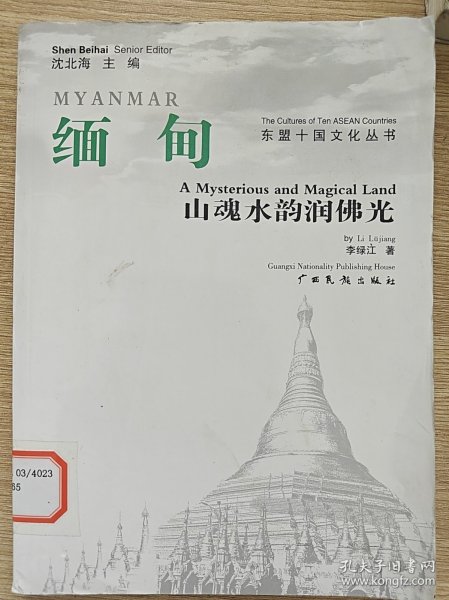 Shen Beihai Senior Editor
沈北海 主 编
MYANMAR
缅 甸
The Cultures of Ten ASEAN Countries
东盟十国文化丛书
A Mysterious and Magical Land
山魂水韵润佛光
by Li Lüjiang
李绿江 著
Guangxi Nationality Publishing House
广西民族出版社
03/4023
65
孔夫子旧书网
www.kongfz.com